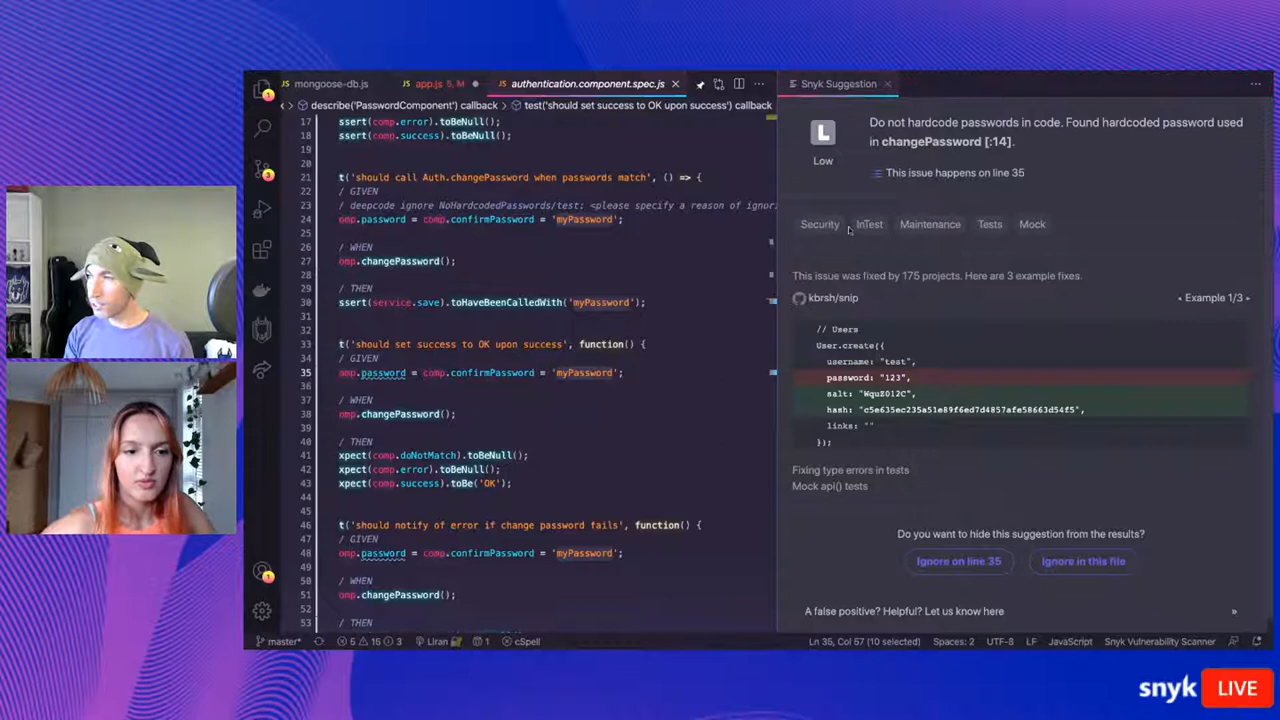 mongoose-db.js
app.js 5, M
authentication.component.spec.js
Snyk Suggestion
describe('PasswordComponent') callback > test('should set success to OK upon success') callback
17 ssert(comp.error).toBeNull();
18 ssert(comp.success).toBeNull();
19
20
21 t('should call Auth.changePassword when passwords match', () => {
22 / GIVEN
23 / deepcode ignore NoHardcodedPasswords/test: <please specify a reason of ignori
24 omp.password = comp.confirmPassword = 'myPassword';
25
26 / WHEN
27 omp.changePassword();
28
29 / THEN
30 ssert(service.save).toHaveBeenCalledWith('myPassword');
31
32
33 t('should set success to OK upon success', function() {
34 / GIVEN
35 omp.password = comp.confirmPassword = 'myPassword';
36
37 / WHEN
38 omp.changePassword();
39
40 / THEN
41 xpect(comp.doNotMatch).toBeNull();
42 xpect(comp.error).toBeNull();
43 xpect(comp.success).toBe('OK');
44
45
46 t('should notify of error if change password fails', function() {
47 / GIVEN
48 omp.password = comp.confirmPassword = 'myPassword';
49
50 / WHEN
51 omp.changePassword();
52
53 / THEN
L
Low
Do not hardcode passwords in code. Found hardcoded password used
in changePassword [:14].
This issue happens on line 35
Security InTest Maintenance Tests Mock
This issue was fixed by 175 projects. Here are 3 example fixes.
kbrsh/snip
Example 1/3
// Users
User.create({
username: "test",
password: "123",
salt: "WquZ012C",
hash: "c5e635ec235a51e89f6ed7d4857afe58663d54f5",
links: ""
});
Fixing type errors in tests
Mock api() tests
Do you want to hide this suggestion from the results?
Ignore on line 35
Ignore in this file
A false positive? Helpful? Let us know here
master* 6 15 3 Liran 1 cSpell
Ln 35, Col 57 (10 selected) Spaces: 2 UTF-8 LF JavaScript Snyk Vulnerability Scanner
snyk LIVE